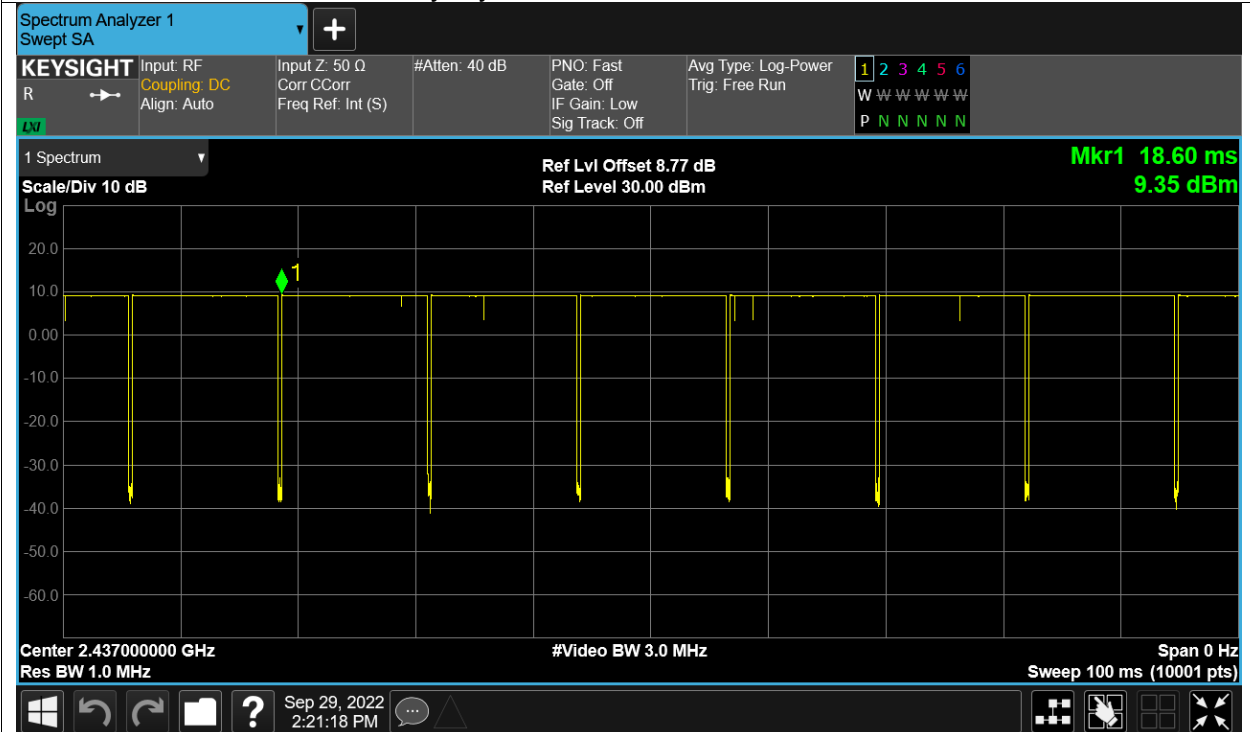 Spectrum Analyzer 1
Swept SA
+
KEYSIGHT
R
LXI
Input: RF
Coupling: DC
Align: Auto
Input Z: 50 Ω
Corr CCorr
Freq Ref: Int (S)
#Atten: 40 dB
PNO: Fast
Gate: Off
IF Gain: Low
Sig Track: Off
Avg Type: Log-Power
Trig: Free Run
1 2 3 4 5 6
W W W W W W
P N N N N N
1 Spectrum
Scale/Div 10 dB
Log
Ref Lvl Offset 8.77 dB
Ref Level 30.00 dBm
Mkr1 18.60 ms
9.35 dBm
1
20.0
10.0
0.00
-10.0
-20.0
-30.0
-40.0
-50.0
-60.0
Center 2.437000000 GHz
Res BW 1.0 MHz
#Video BW 3.0 MHz
Span 0 Hz
Sweep 100 ms (10001 pts)
?
Sep 29, 2022
2:21:18 PM